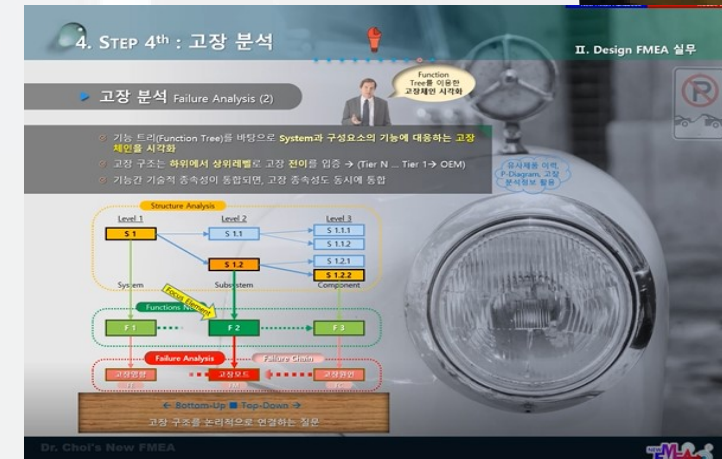 4. STEP 4th : 고장 분석
II. Design FMEA 실무
▶ 고장 분석 Failure Analysis (2)
Function
Tree를 이용한
고장체인 시각화
기능 트리(Function Tree)를 바탕으로 System과 구성요소의 기능에 대응하는 고장
체인을 시각화
고장 구조는 하위에서 상위레벨로 고장 전이를 입증 → (Tier N ... Tier 1→ OEM)
기능간 기술적 종속성이 통합되면, 고장 종속성도 동시에 통합
유사제품 이력,
P-Diagram, 고장
분석정보 활용
Structure Analysis
Level 1 Level 2 Level 3
S 1 S 1.1 S 1.1.1
S 1.1.2
S 1.2 S 1.2.1
S 1.2.2
System Subsystem Component
Focus Element
Functions
F 1 F 2 F 3
Failure Analysis Failure Chain
고장영향 고장모드 고장원인
← Bottom-Up ■ Top-Down →
고장 구조를 논리적으로 연결하는 질문
Dr. Choi's New FMEA